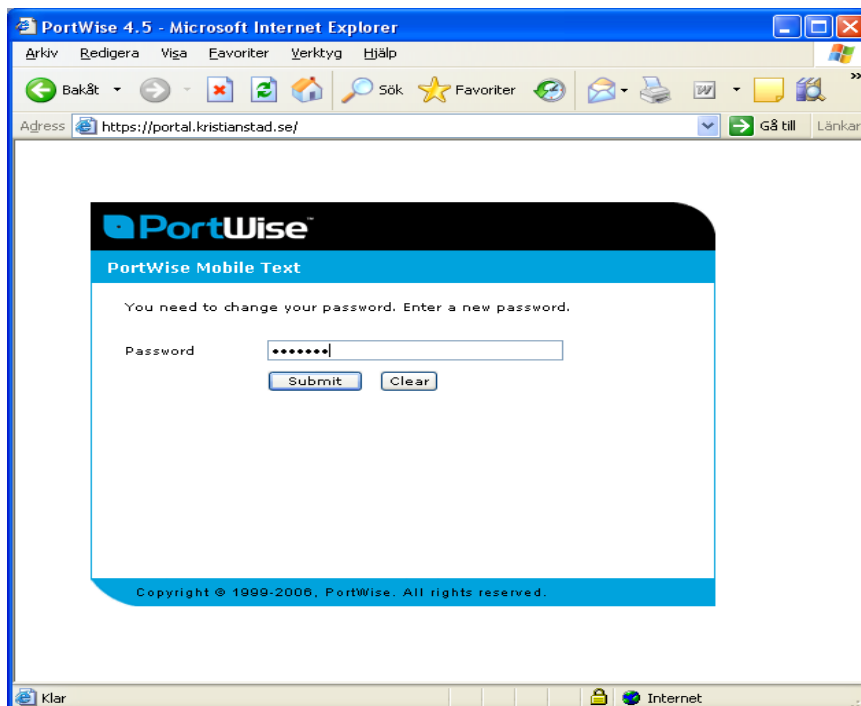 PortWise 4.5 - Microsoft Internet Explorer
Arkiv Redigera Visa Favoriter Verktyg Hjälp
Bakåt Sök Favoriter W »
Adress https://portal.kristianstad.se/ Gå till Länkar
PortWise™
PortWise Mobile Text
You need to change your password. Enter a new password.
Password •••••••
Submit Clear
Copyright © 1999-2006, PortWise. All rights reserved.
Klar Internet